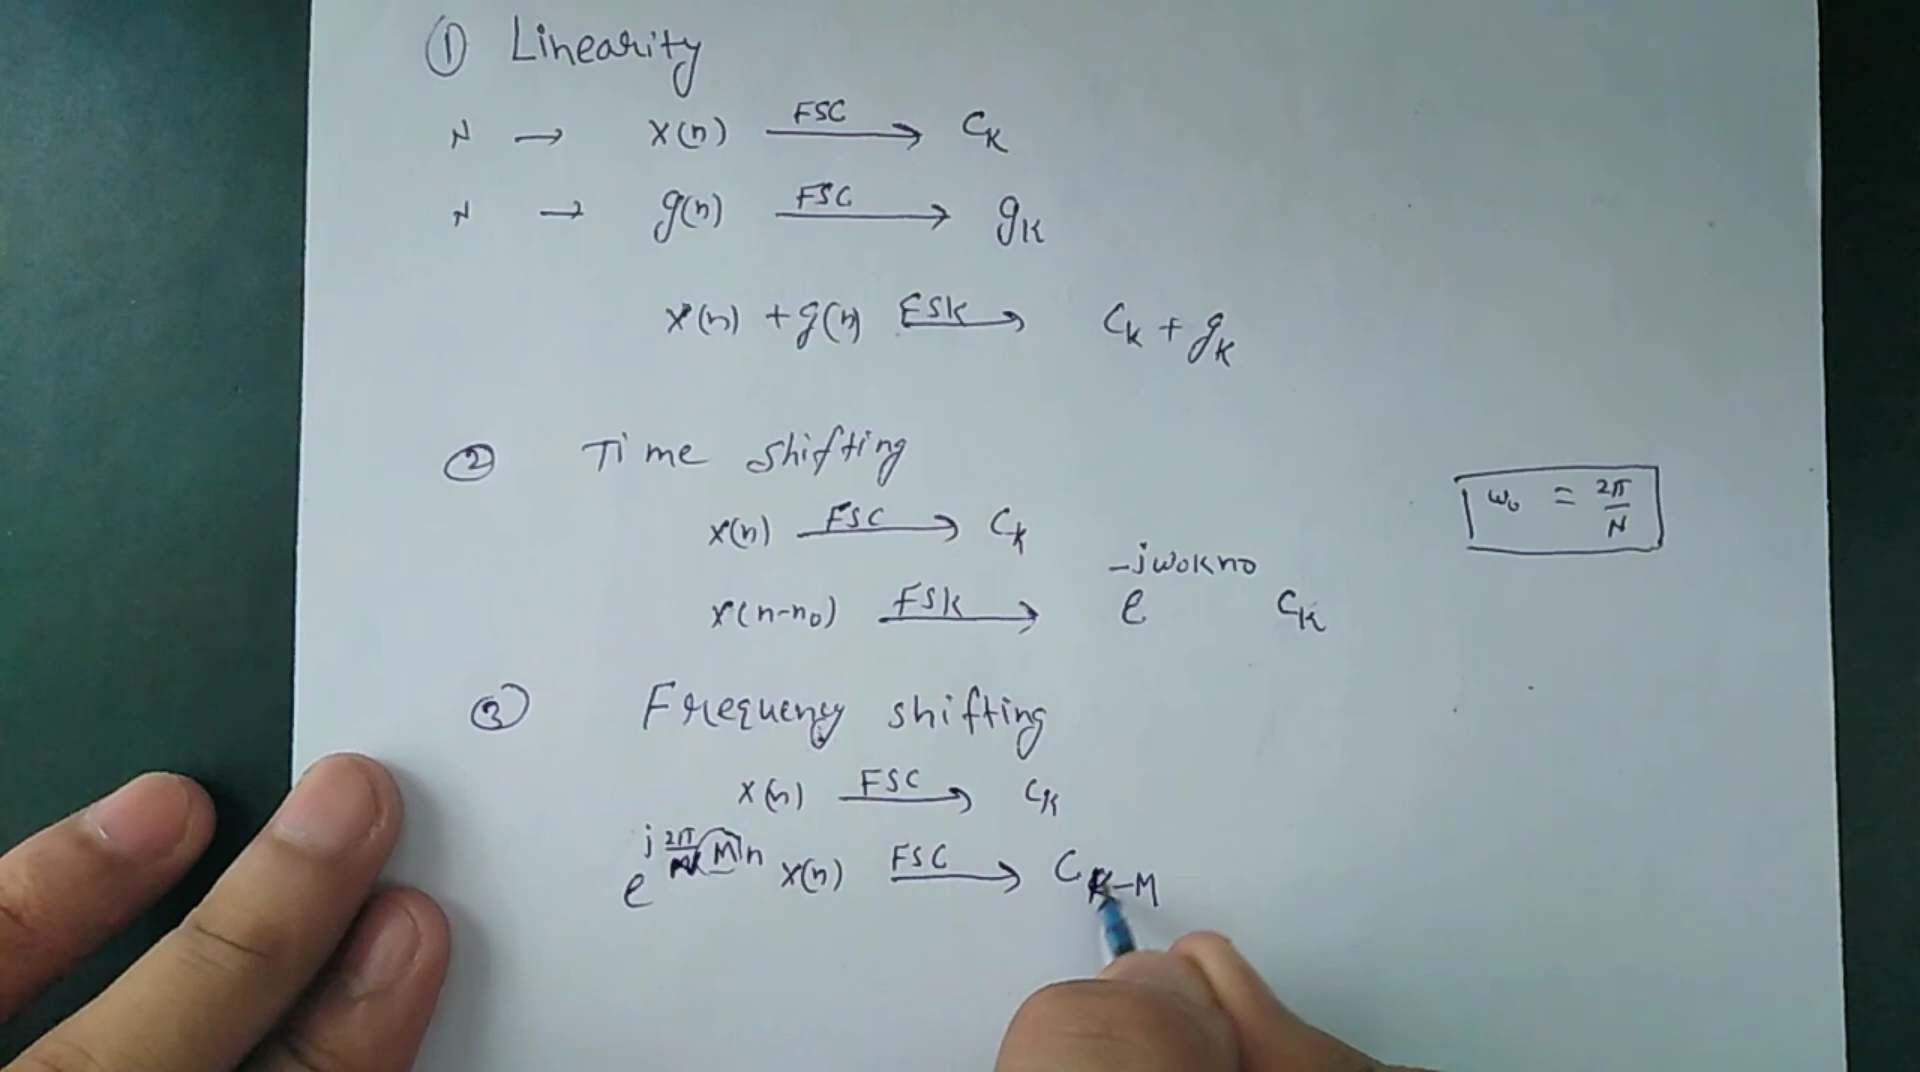 ① Linearity
N → x(n) FSC → CK
N → g(n) FSC → gK
x(n) + g(n) FSK → CK + gK
② Time shifting
ω0 = 2π/N
x(n) FSC → CK
x(n-n0) FSK → e^-jω0kn0 CK
③ Frequency shifting
x(n) FSC → CK
e^j 2π/N Mn x(n) FSC → CK-M